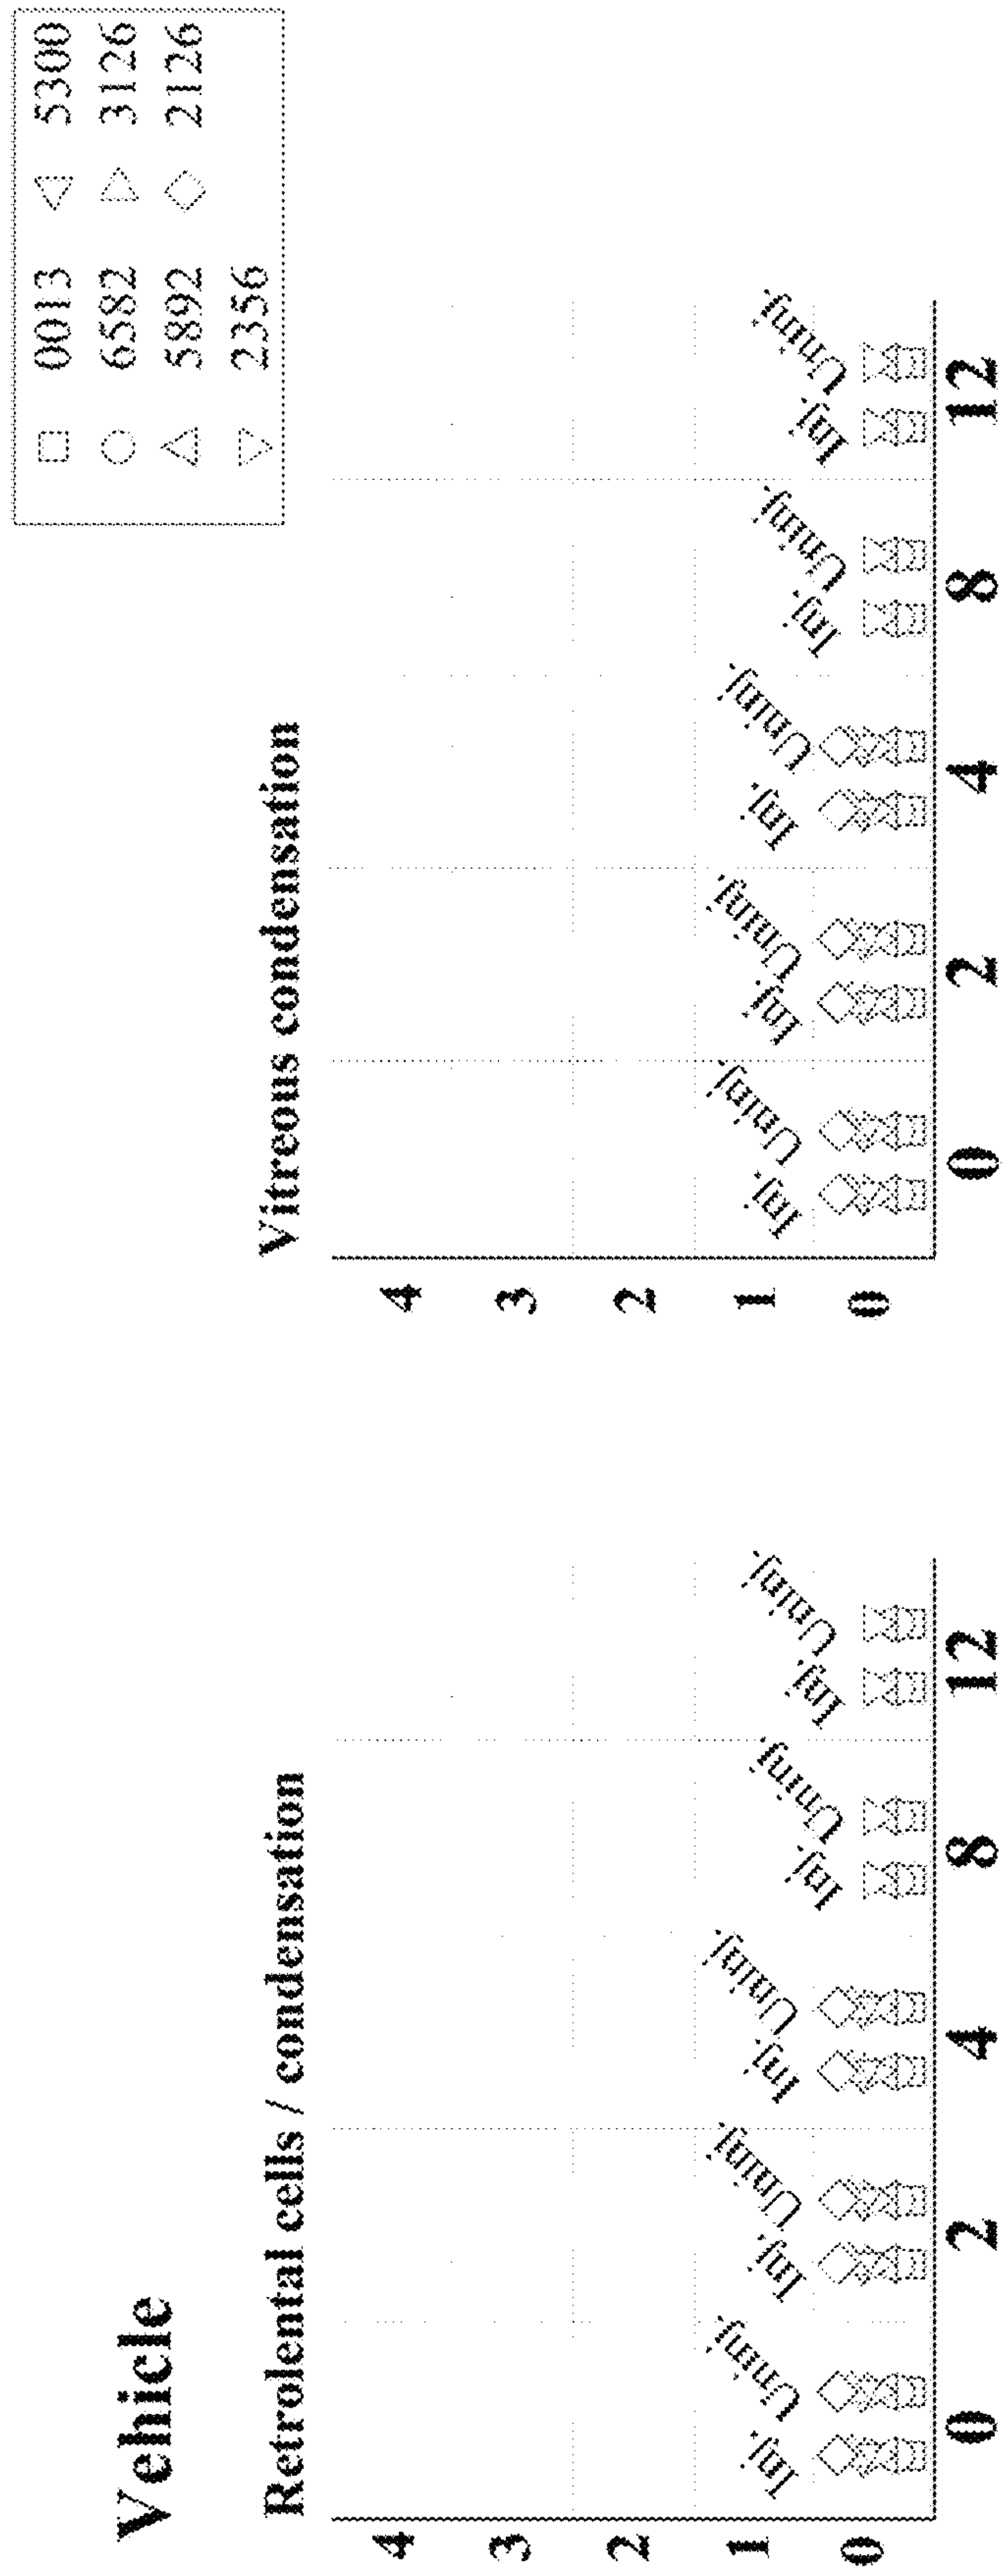 Vehicle
0013 5300
6582 3126
5892 2126
2356
Retrolental cells / condensation
4
3
2
1
0
Inj. Uninj. Inj. Uninj. Inj. Uninj. Inj. Uninj. Inj. Uninj.
0 2 4 8 12
Vitreous condensation
4
3
2
1
0
Inj. Uninj. Inj. Uninj. Inj. Uninj. Inj. Uninj. Inj. Uninj.
0 2 4 8 12